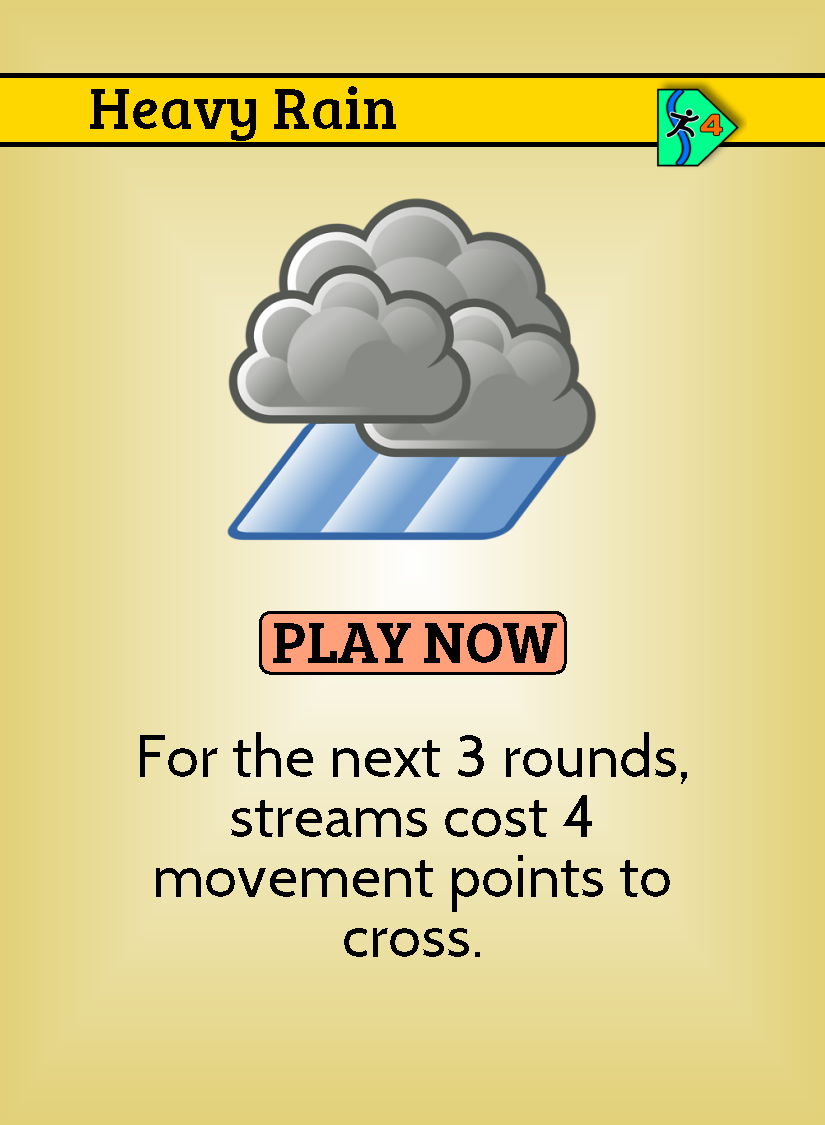 Heavy Rain
4
PLAY NOW
For the next 3 rounds,
streams cost 4
movement points to
cross.